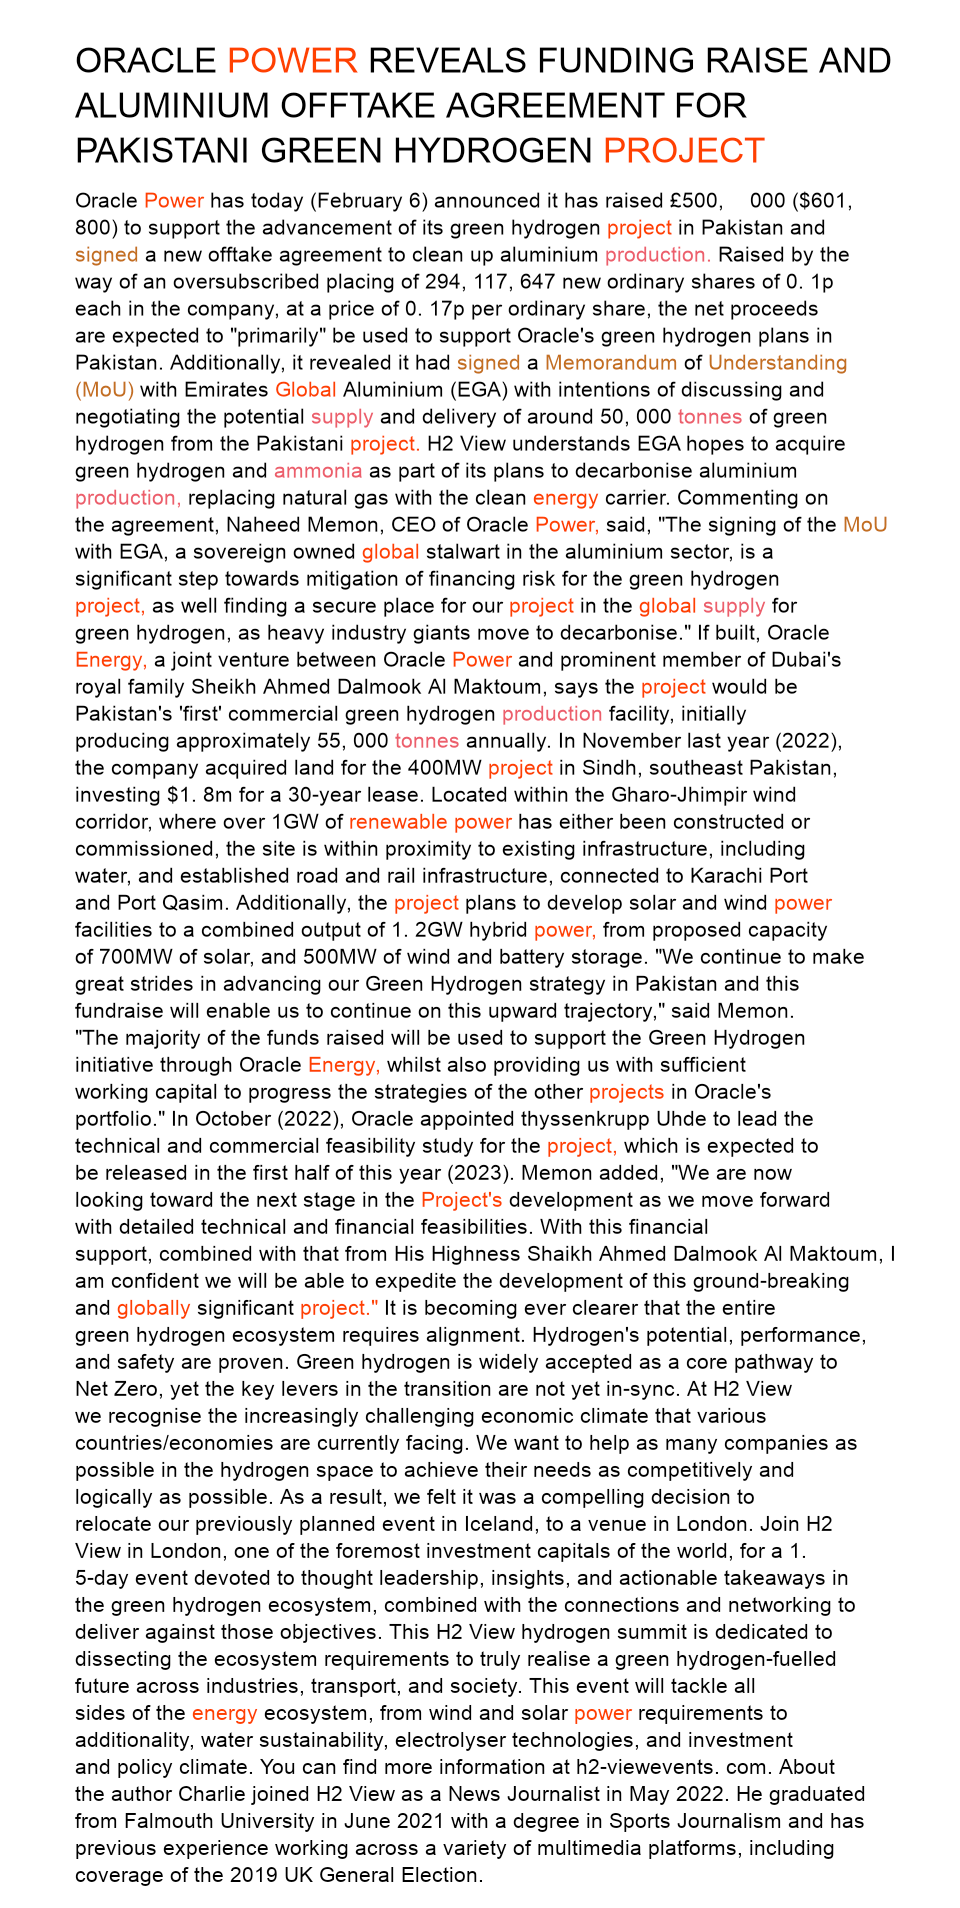 ORACLE POWER REVEALS FUNDING RAISE AND
ALUMINIUM OFFTAKE AGREEMENT FOR
PAKISTANI GREEN HYDROGEN PROJECT
Oracle Power has today (February 6) announced it has raised £500, 000 ($601,
800) to support the advancement of its green hydrogen project in Pakistan and
signed a new offtake agreement to clean up aluminium production. Raised by the
way of an oversubscribed placing of 294, 117, 647 new ordinary shares of 0. 1p
each in the company, at a price of 0. 17p per ordinary share, the net proceeds
are expected to "primarily" be used to support Oracle's green hydrogen plans in
Pakistan. Additionally, it revealed it had signed a Memorandum of Understanding
(MoU) with Emirates Global Aluminium (EGA) with intentions of discussing and
negotiating the potential supply and delivery of around 50, 000 tonnes of green
hydrogen from the Pakistani project. H2 View understands EGA hopes to acquire
green hydrogen and ammonia as part of its plans to decarbonise aluminium
production, replacing natural gas with the clean energy carrier. Commenting on
the agreement, Naheed Memon, CEO of Oracle Power, said, "The signing of the MoU
with EGA, a sovereign owned global stalwart in the aluminium sector, is a
significant step towards mitigation of financing risk for the green hydrogen
project, as well finding a secure place for our project in the global supply for
green hydrogen, as heavy industry giants move to decarbonise." If built, Oracle
Energy, a joint venture between Oracle Power and prominent member of Dubai's
royal family Sheikh Ahmed Dalmook Al Maktoum, says the project would be
Pakistan's 'first' commercial green hydrogen production facility, initially
producing approximately 55, 000 tonnes annually. In November last year (2022),
the company acquired land for the 400MW project in Sindh, southeast Pakistan,
investing $1. 8m for a 30-year lease. Located within the Gharo-Jhimpir wind
corridor, where over 1GW of renewable power has either been constructed or
commissioned, the site is within proximity to existing infrastructure, including
water, and established road and rail infrastructure, connected to Karachi Port
and Port Qasim. Additionally, the project plans to develop solar and wind power
facilities to a combined output of 1. 2GW hybrid power, from proposed capacity
of 700MW of solar, and 500MW of wind and battery storage. "We continue to make
great strides in advancing our Green Hydrogen strategy in Pakistan and this
fundraise will enable us to continue on this upward trajectory," said Memon.
"The majority of the funds raised will be used to support the Green Hydrogen
initiative through Oracle Energy, whilst also providing us with sufficient
working capital to progress the strategies of the other projects in Oracle's
portfolio." In October (2022), Oracle appointed thyssenkrupp Uhde to lead the
technical and commercial feasibility study for the project, which is expected to
be released in the first half of this year (2023). Memon added, "We are now
looking toward the next stage in the Project's development as we move forward
with detailed technical and financial feasibilities. With this financial
support, combined with that from His Highness Shaikh Ahmed Dalmook Al Maktoum, I
am confident we will be able to expedite the development of this ground-breaking
and globally significant project." It is becoming ever clearer that the entire
green hydrogen ecosystem requires alignment. Hydrogen's potential, performance,
and safety are proven. Green hydrogen is widely accepted as a core pathway to
Net Zero, yet the key levers in the transition are not yet in-sync. At H2 View
we recognise the increasingly challenging economic climate that various
countries/economies are currently facing. We want to help as many companies as
possible in the hydrogen space to achieve their needs as competitively and
logically as possible. As a result, we felt it was a compelling decision to
relocate our previously planned event in Iceland, to a venue in London. Join H2
View in London, one of the foremost investment capitals of the world, for a 1.
5-day event devoted to thought leadership, insights, and actionable takeaways in
the green hydrogen ecosystem, combined with the connections and networking to
deliver against those objectives. This H2 View hydrogen summit is dedicated to
dissecting the ecosystem requirements to truly realise a green hydrogen-fuelled
future across industries, transport, and society. This event will tackle all
sides of the energy ecosystem, from wind and solar power requirements to
additionality, water sustainability, electrolyser technologies, and investment
and policy climate. You can find more information at h2-viewevents. com. About
the author Charlie joined H2 View as a News Journalist in May 2022. He graduated
from Falmouth University in June 2021 with a degree in Sports Journalism and has
previous experience working across a variety of multimedia platforms, including
coverage of the 2019 UK General Election.